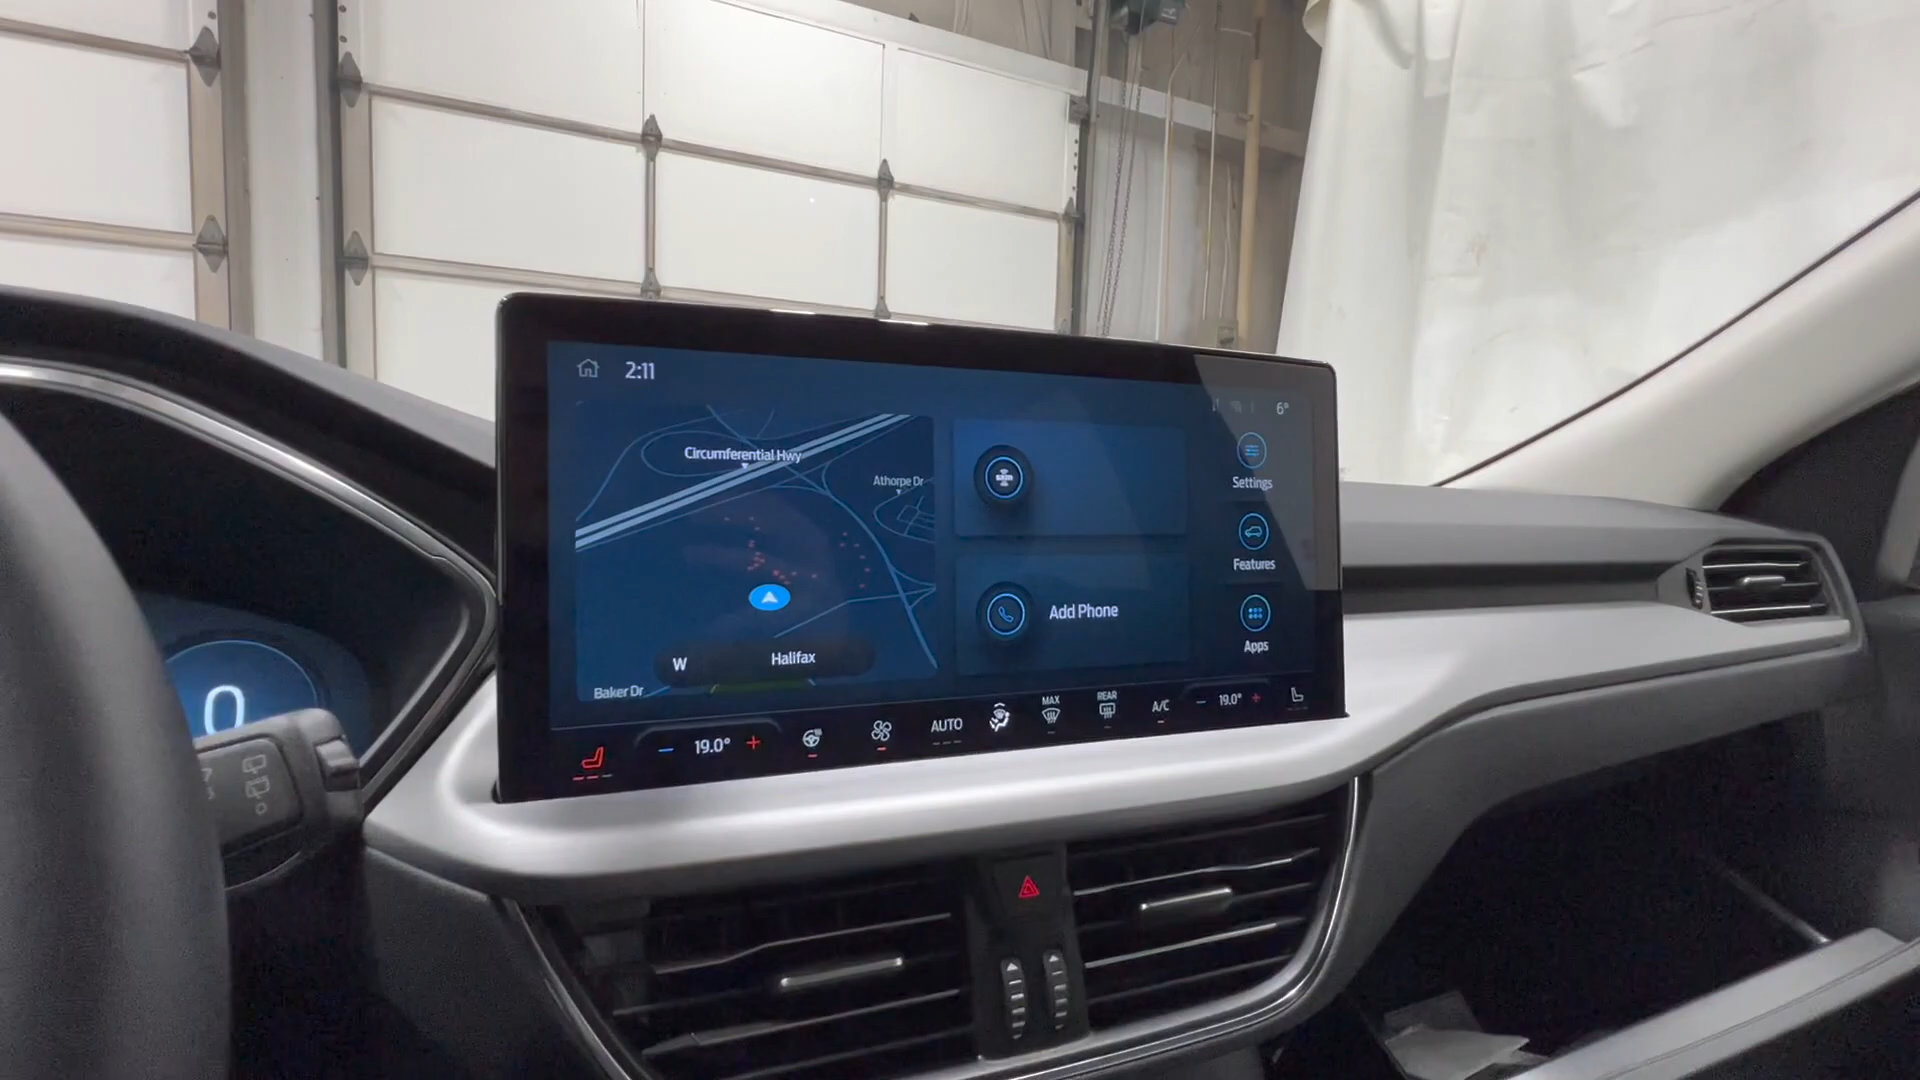 2:11
6°
Circumferential Hwy
Athorpe Dr
Settings
Features
Add Phone
Apps
W
Halifax
Baker Dr
19.0°
AUTO
MAX
REAR
A/C
19.0°
0